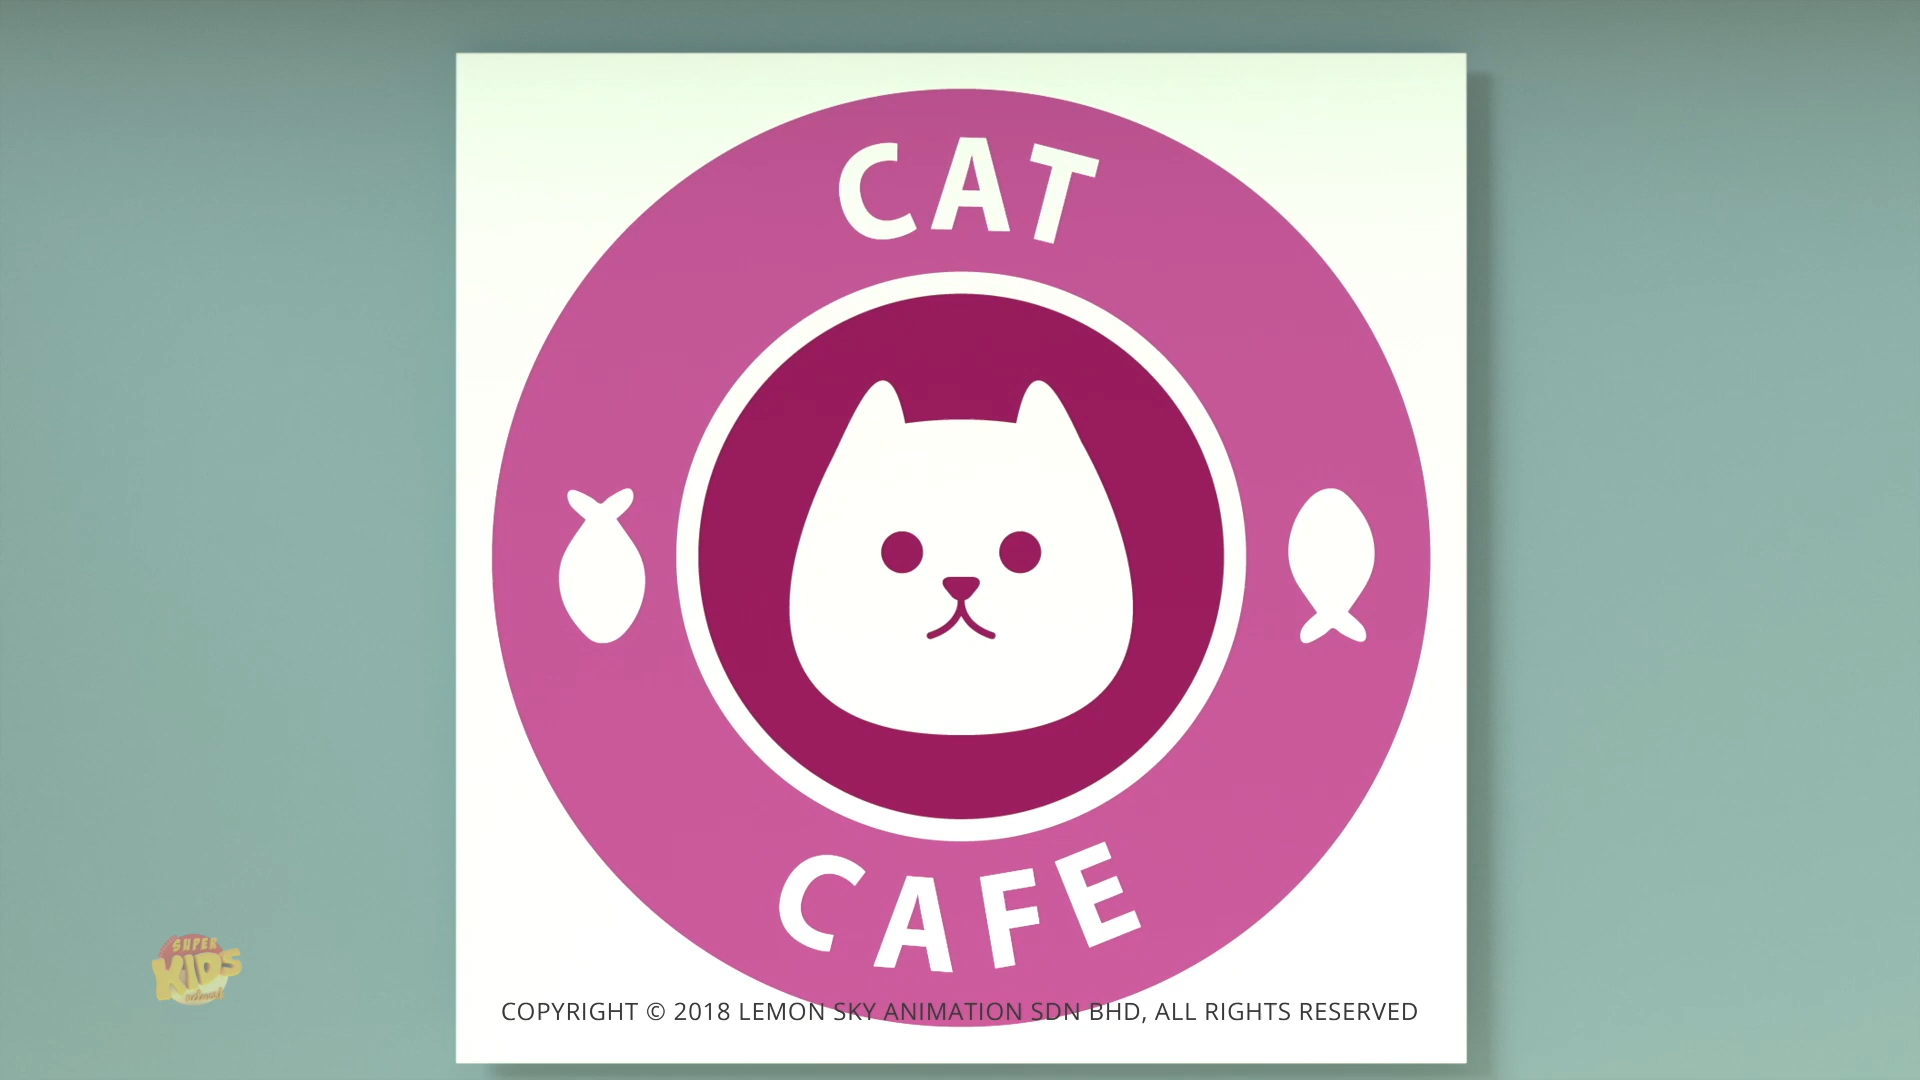 CAT
CAFE
SUPER
KIDS
COPYRIGHT © 2018 LEMON SKY ANIMATION SDN BHD, ALL RIGHTS RESERVED